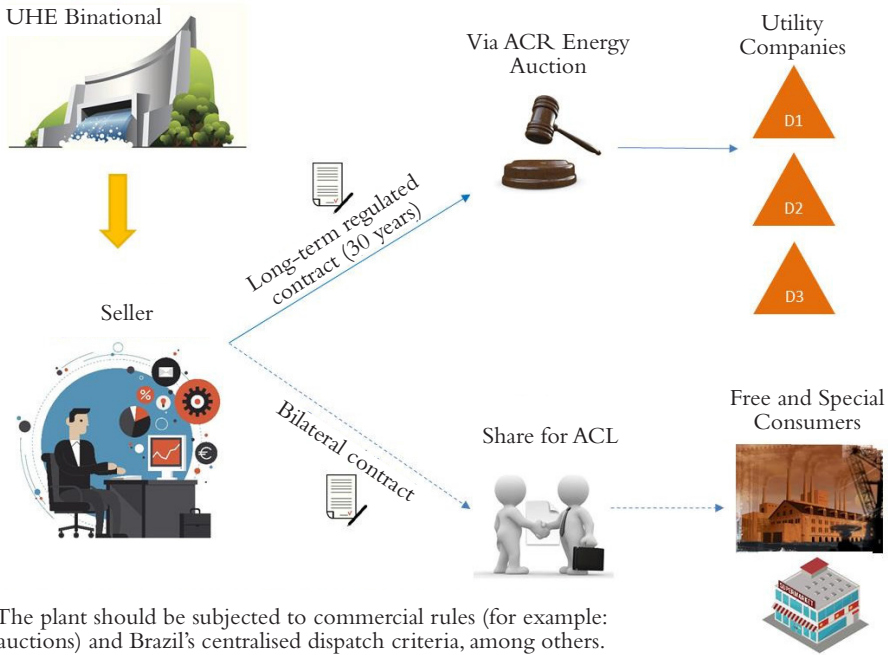 UHE Binational
Via ACR Energy
Auction
Utility
Companies
D1
D2
D3
Long-term regulated
contract (30 years)
Seller
%
€
Bilateral contract
Share for ACL
Free and Special
Consumers
SUPERMARKET
The plant should be subjected to commercial rules (for example:
auctions) and Brazil's centralised dispatch criteria, among others.